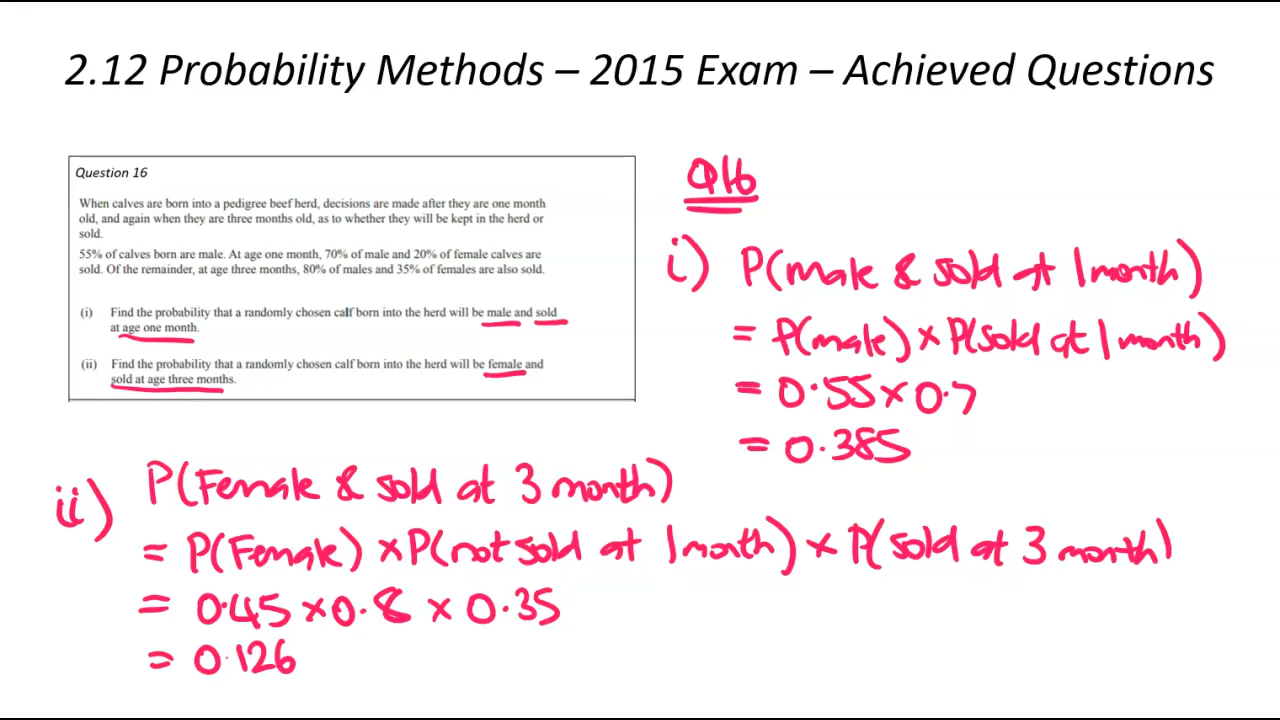 2.12 Probability Methods – 2015 Exam – Achieved Questions
Question 16
When calves are born into a pedigree beef herd, decisions are made after they are one month
old, and again when they are three months old, as to whether they will be kept in the herd or
sold.
55% of calves born are male. At age one month, 70% of male and 20% of female calves are
sold. Of the remainder, at age three months, 80% of males and 35% of females are also sold.
(i) Find the probability that a randomly chosen calf born into the herd will be male and sold
at age one month.
(ii) Find the probability that a randomly chosen calf born into the herd will be female and
sold at age three months.
Q16
i) P(male & sold at 1 month)
= P(male) × P(sold at 1 month)
= 0.55 × 0.7
= 0.385
ii) P(Female & sold at 3 month)
= P(Female) × P(not sold at 1 month) × P(sold at 3 month)
= 0.45 × 0.8 × 0.35
= 0.126